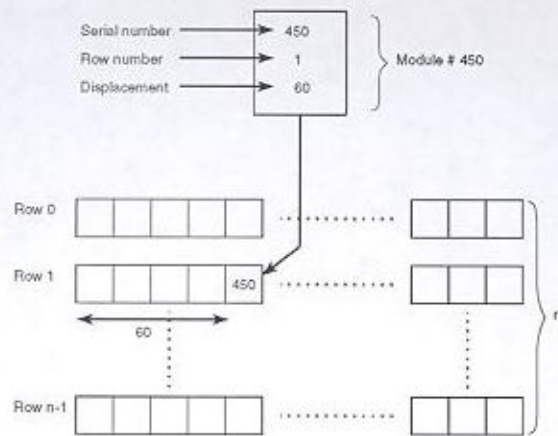 Serial number 450
Row number 1 Module # 450
Displacement 60
Row 0
Row 1 450
60
Row n-1